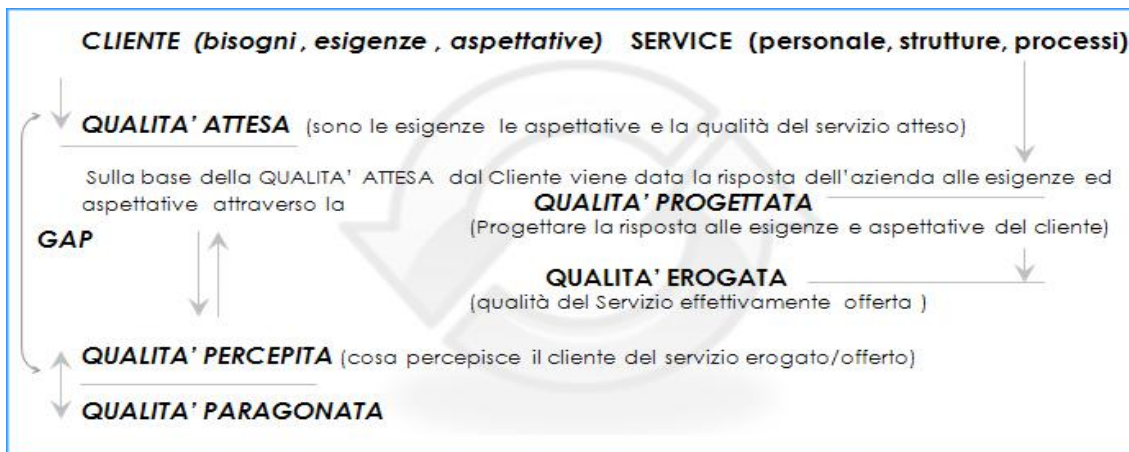 CLIENTE (bisogni , esigenze , aspettative) SERVICE (personale, strutture, processi)
QUALITA' ATTESA (sono le esigenze le aspettative e la qualità del servizio atteso)
Sulla base della QUALITA' ATTESA dal Cliente viene data la risposta dell'azienda alle esigenze ed
aspettative attraverso la QUALITA' PROGETTATA
(Progettare la risposta alle esigenze e aspettative del cliente)
GAP
QUALITA' EROGATA
(qualità del Servizio effettivamente offerta )
QUALITA' PERCEPITA (cosa percepisce il cliente del servizio erogato/offerto)
QUALITA' PARAGONATA